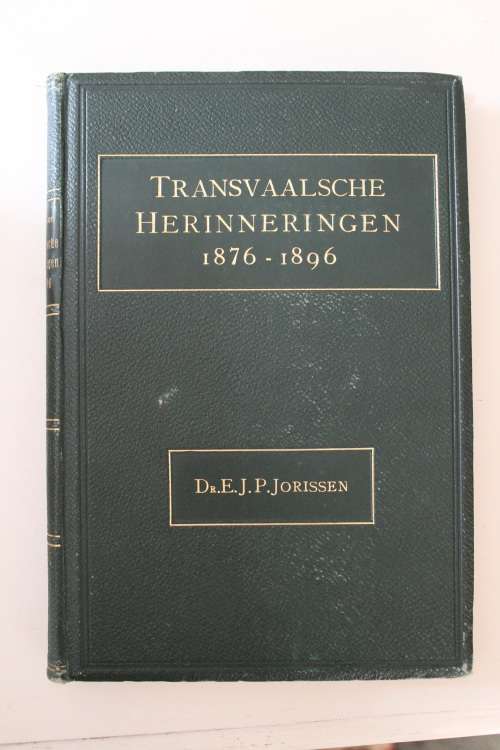 TRANSVAALSCHE
HERINNERINGEN
1876 - 1896
DR. E. J. P. JORISSEN